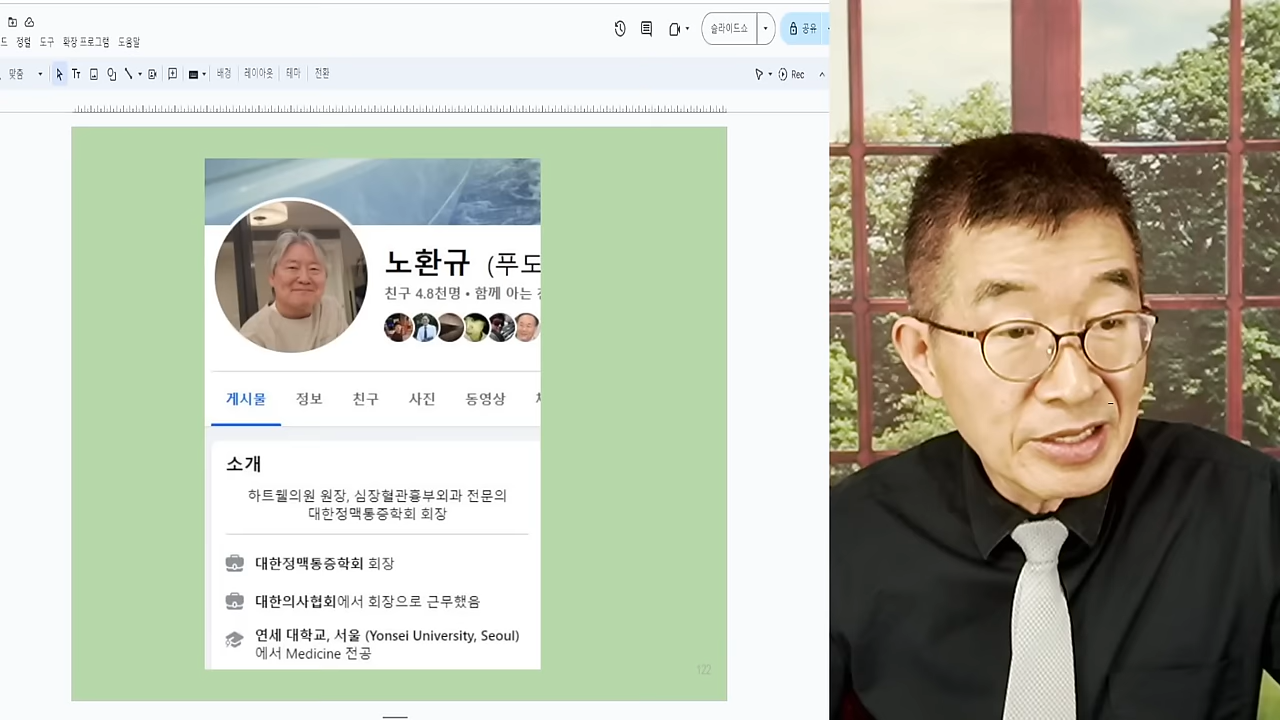 정렬 도구 확장 프로그램 도움말
슬라이드쇼
공유
맞춤
Tт
배경
레이아웃
테마
전환
Rec
노환규 (푸도
친구 4.8천명 • 함께 아는
게시물
정보
친구
사진
동영상
소개
하트웰의원 원장, 심장혈관흉부외과 전문의
대한정맥통증학회 회장
대한정맥통증학회 회장
대한의사협회에서 회장으로 근무했음
연세 대학교, 서울 (Yonsei University, Seoul)
에서 Medicine 전공
122